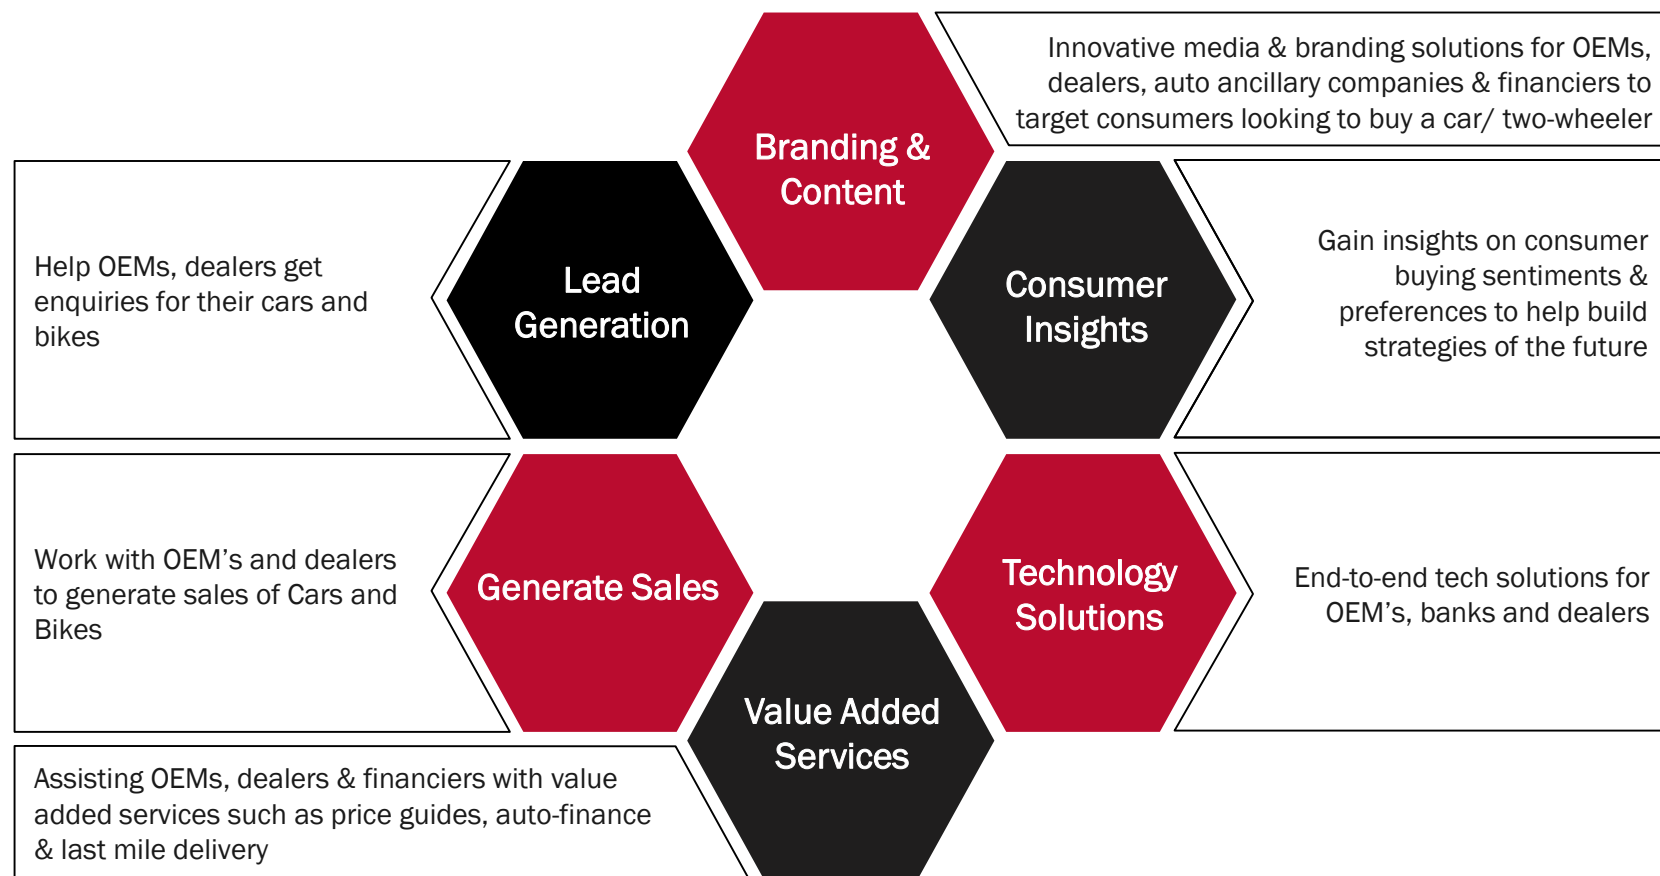 Branding &
Content
Innovative media & branding solutions for OEMs,
dealers, auto ancillary companies & financiers to
target consumers looking to buy a car/ two-wheeler
Help OEMs, dealers get
enquiries for their cars and
bikes
Lead
Generation
Consumer
Insights
Gain insights on consumer
buying sentiments &
preferences to help build
strategies of the future
Work with OEM’s and dealers
to generate sales of Cars and
Bikes
Generate Sales
Technology
Solutions
End-to-end tech solutions for
OEM’s, banks and dealers
Value Added
Services
Assisting OEMs, dealers & financiers with value
added services such as price guides, auto-finance
& last mile delivery